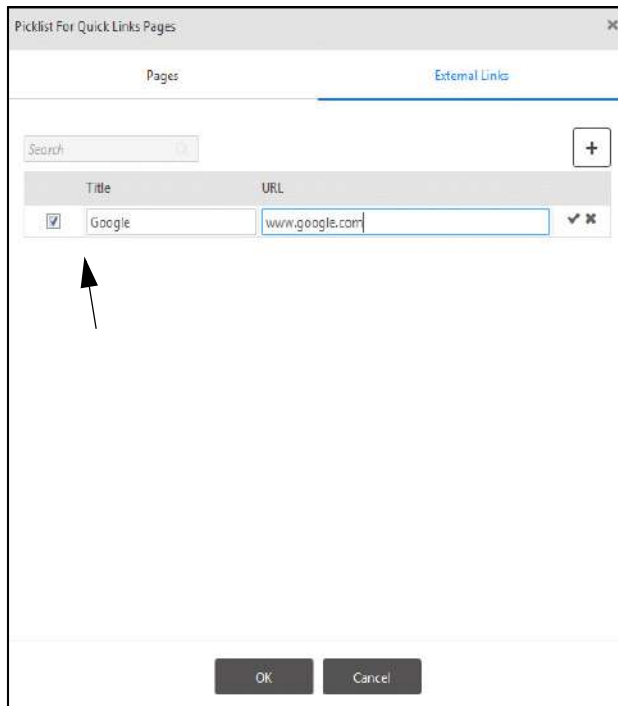 Picklist For Quick Links Pages
Pages External Links
Search
Title URL
Google www.google.com
OK Cancel